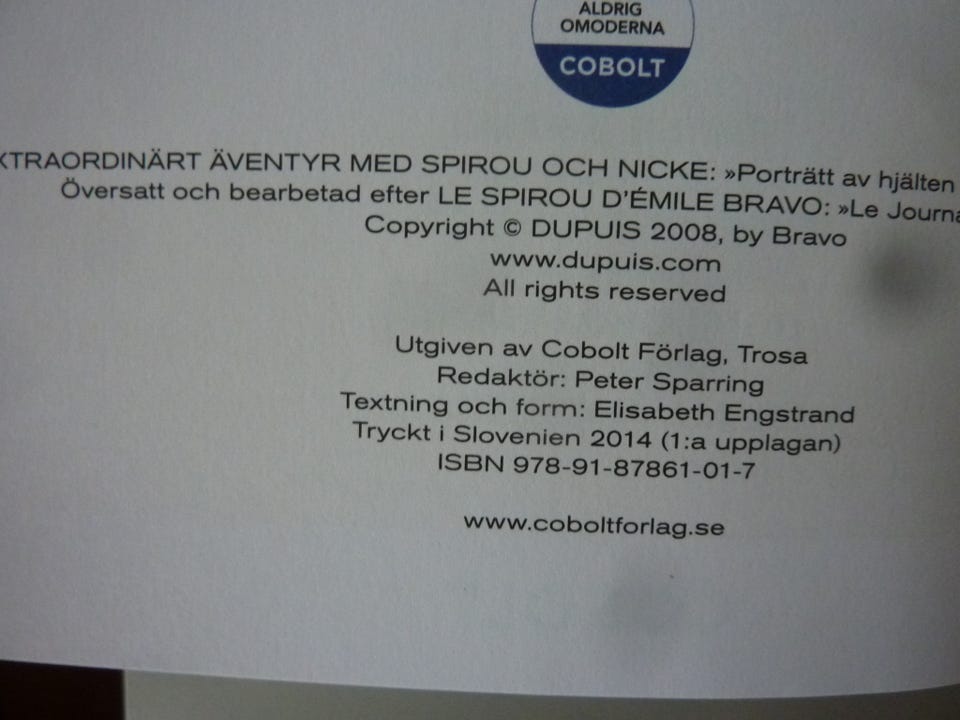 ALDRIG
OMODERNA
COBOLT
XTRAORDINÄRT ÄVENTYR MED SPIROU OCH NICKE: »Porträtt av hjälten
Översatt och bearbetad efter LE SPIROU D'ÉMILE BRAVO: »Le Journa
Copyright © DUPUIS 2008, by Bravo
www.dupuis.com
All rights reserved
Utgiven av Cobolt Förlag, Trosa
Redaktör: Peter Sparring
Textning och form: Elisabeth Engstrand
Tryckt i Slovenien 2014 (1:a upplagan)
ISBN 978-91-87861-01-7
www.coboltforlag.se